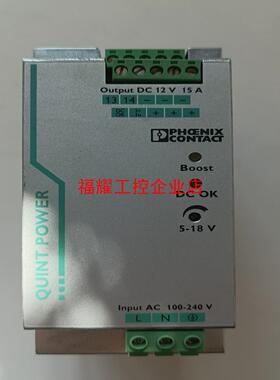 Output DC 12 V 15 A
13 14 − − −
+ + +
PHŒNIX
CONTACT
Boost
福耀工控企业店
DC OK
5-18 V
QUINT POWER
Input AC 100-240 V
L N